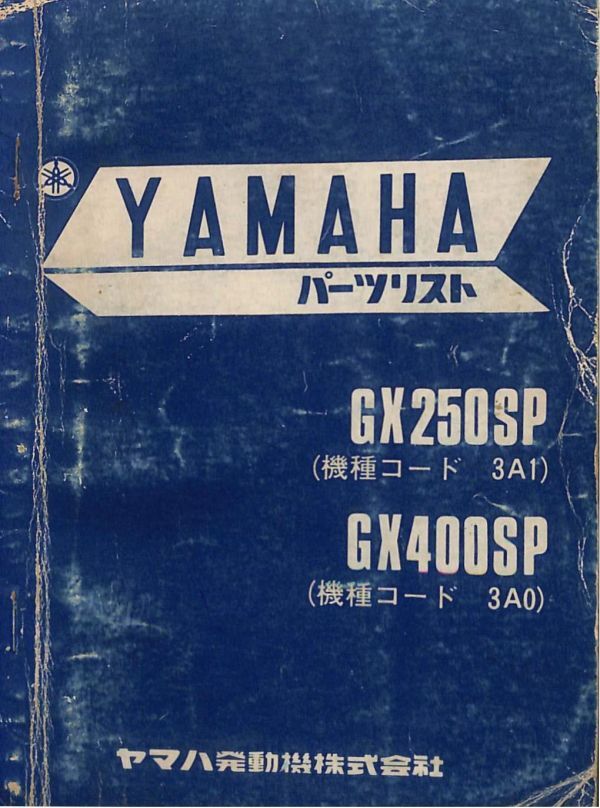 YAMAHA
パーツリスト
GX250SP
(機種コード 3A1)
GX400SP
(機種コード 3A0)
ヤマハ発動機株式会社